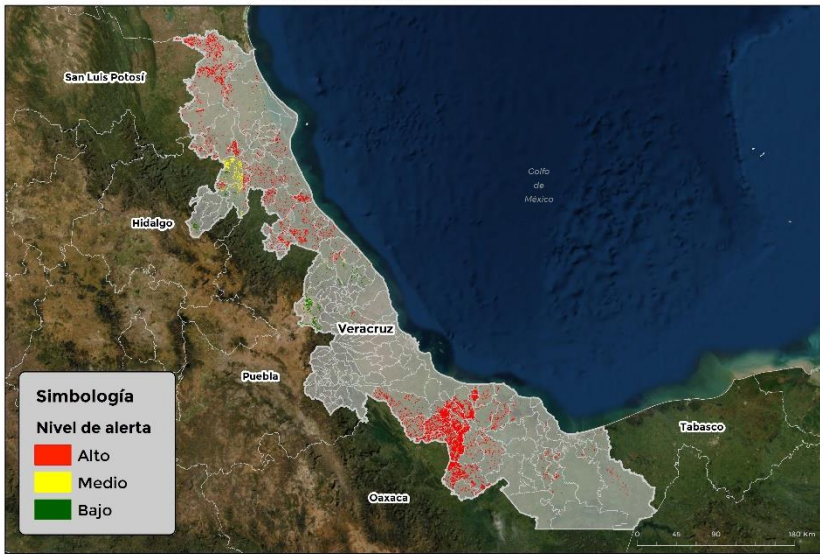 San Luis Potosí
Golfo
de
México
Hidalgo
Veracruz
Puebla
Tabasco
Oaxaca
Simbología
Nivel de alerta
Alto
Medio
Bajo
0 45 90 180 Km